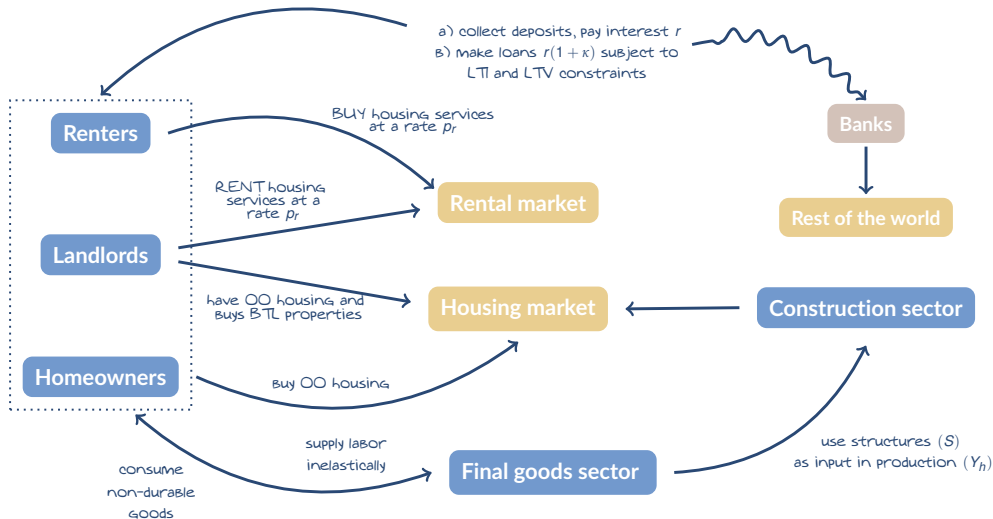 a) collect deposits, pay interest r
B) make loans r(1 + κ) subject to
LTI and LTV constraints
Banks
Renters
BUY housing services
at a rate pᵣ
RENT housing
services at a
rate pᵣ
Rental market
Rest of the world
Landlords
have OO housing and
buys BTL properties
Housing market
Construction sector
Homeowners
buy OO housing
supply labor
inelastically
consume
non-durable
goods
Final goods sector
use structures (S)
as input in production (Yₕ)